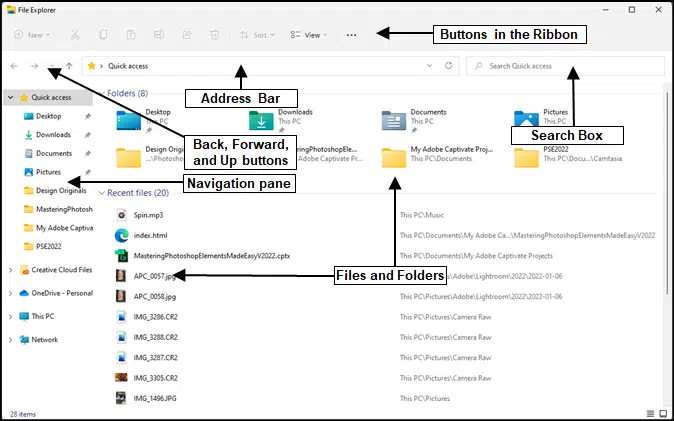 File Explorer
New
Sort
View
Buttons in the Ribbon
Quick access
Search Quick access
Address Bar
Quick access
Folders (8)
Desktop
Downloads
Documents
Pictures
Desktop
This PC
Downloads
This PC
Documents
This PC
Pictures
This PC
Search Box
Back, Forward,
and Up buttons
Design Original
...\Photoshop
My Adobe Captivate Proj...
This PC\Documents
PSE2022
This PC\Docu...\Camtasia
Navigation pane
Design Originals
MasteringPhotosh
My Adobe Captiva
PSE2022
Creative Cloud Files
OneDrive - Personal
This PC
Network
Recent files (20)
Spin.mp3
This PC\Music
index.html
This PC\Documents\My Adobe Ca...\MasteringPhotoshopElementsMadeEasyV2022
MasteringPhotoshopElementsMadeEasyV2022.cptx
This PC\Documents\My Adobe Captivate Projects
Files and Folders
APC_0057.jpg
This PC\Pictures\Adobe\Lightroom\2022\2022-01-06
APC_0058.jpg
This PC\Pictures\Adobe\Lightroom\2022\2022-01-06
IMG_3286.CR2
This PC\Pictures\Camera Raw
IMG_3288.CR2
This PC\Pictures\Camera Raw
IMG_3287.CR2
This PC\Pictures\Camera Raw
IMG_3305.CR2
This PC\Pictures\Camera Raw
IMG_1496.JPG
This PC\Pictures
28 items